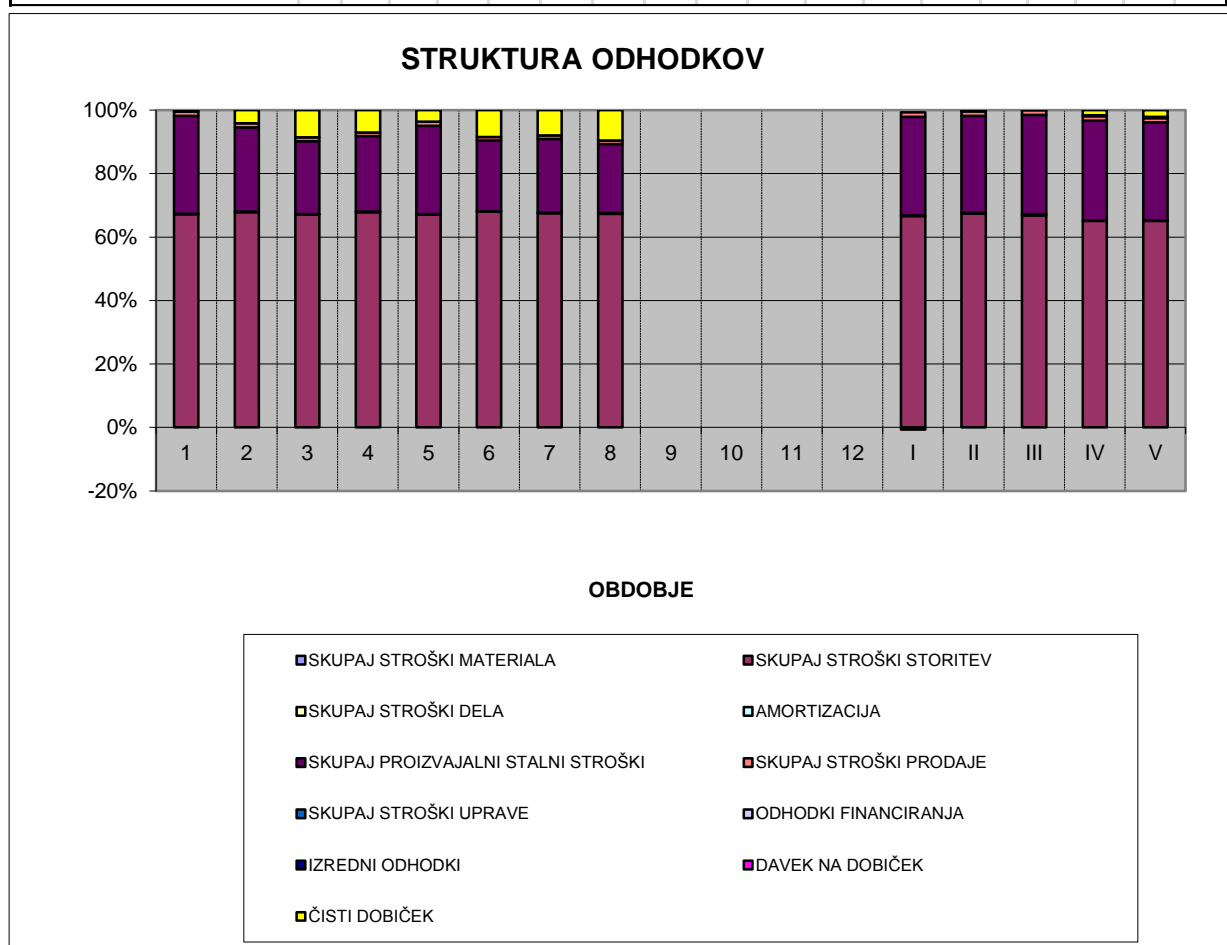 STRUKTURA ODHODKOV
100%
80%
60%
40%
20%
0%
-20%
1 2 3 4 5 6 7 8 9 10 11 12 I II III IV V
OBDOBJE
SKUPAJ STROŠKI MATERIALA SKUPAJ STROŠKI STORITEV
SKUPAJ STROŠKI DELA AMORTIZACIJA
SKUPAJ PROIZVAJALNI STALNI STROŠKI SKUPAJ STROŠKI PRODAJE
SKUPAJ STROŠKI UPRAVE ODHODKI FINANCIRANJA
IZREDNI ODHODKI DAVEK NA DOBIČEK
ČISTI DOBIČEK